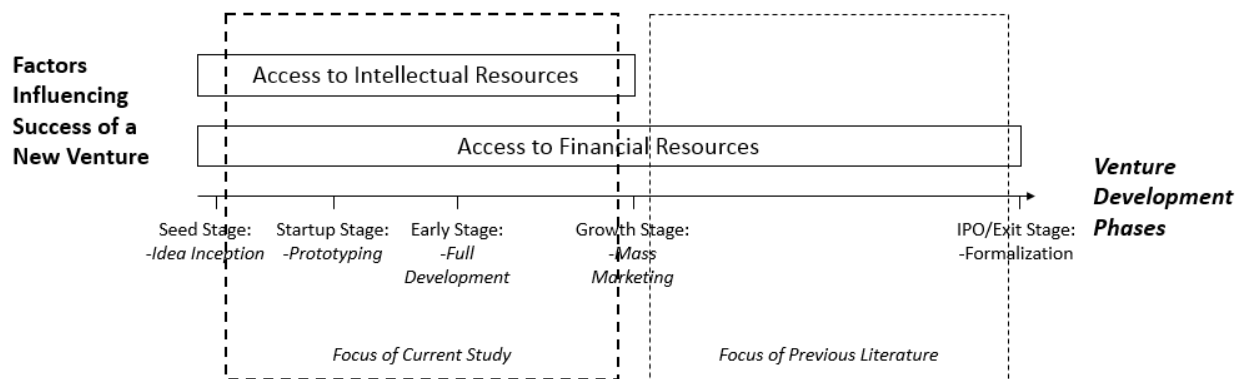 Factors
Influencing
Success of a
New Venture
Access to Intellectual Resources
Access to Financial Resources
Venture
Development
Phases
Seed Stage:
-Idea Inception
Startup Stage:
-Prototyping
Early Stage:
-Full
Development
Growth Stage:
-Mass
Marketing
IPO/Exit Stage:
-Formalization
Focus of Current Study
Focus of Previous Literature